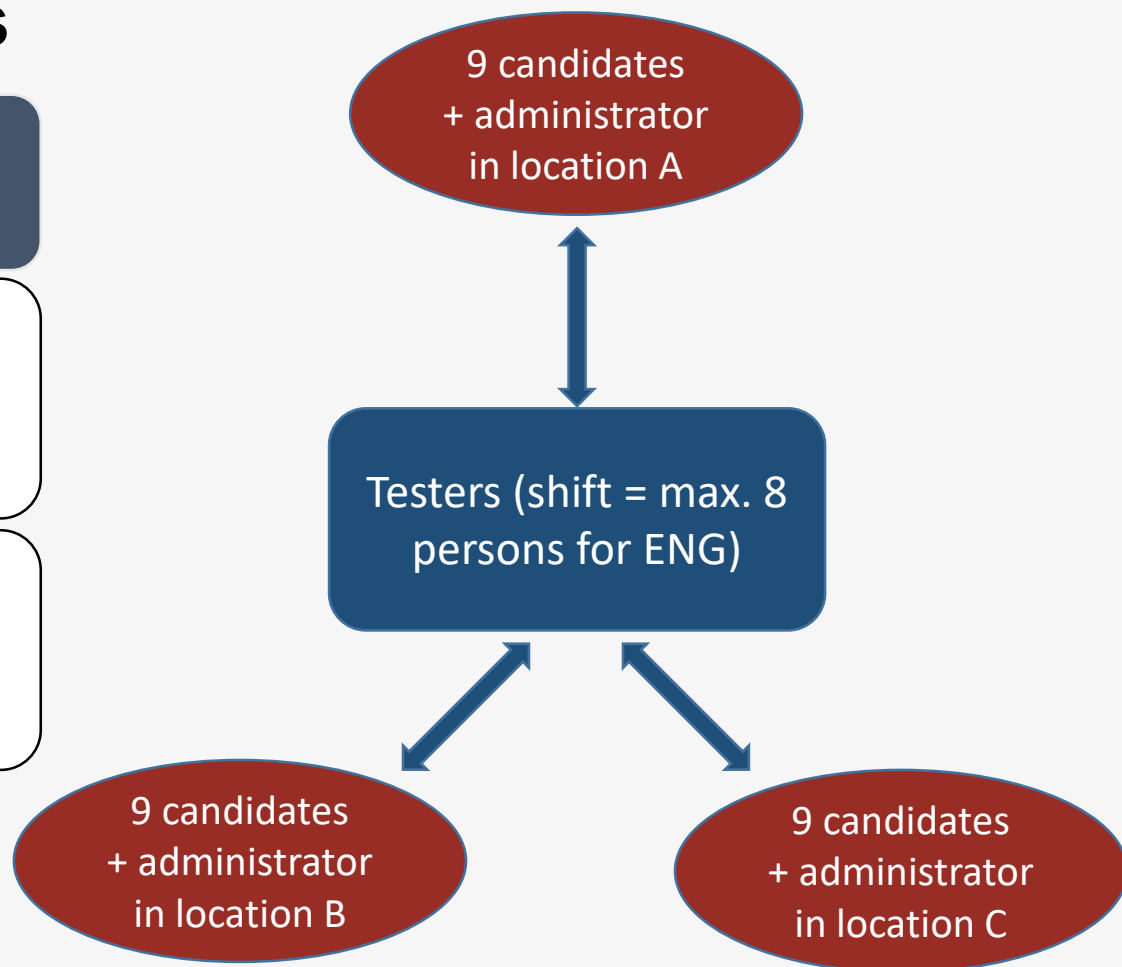 s
9 candidates
+ administrator
in location A
Testers (shift = max. 8
persons for ENG)
9 candidates
+ administrator
in location B
9 candidates
+ administrator
in location C